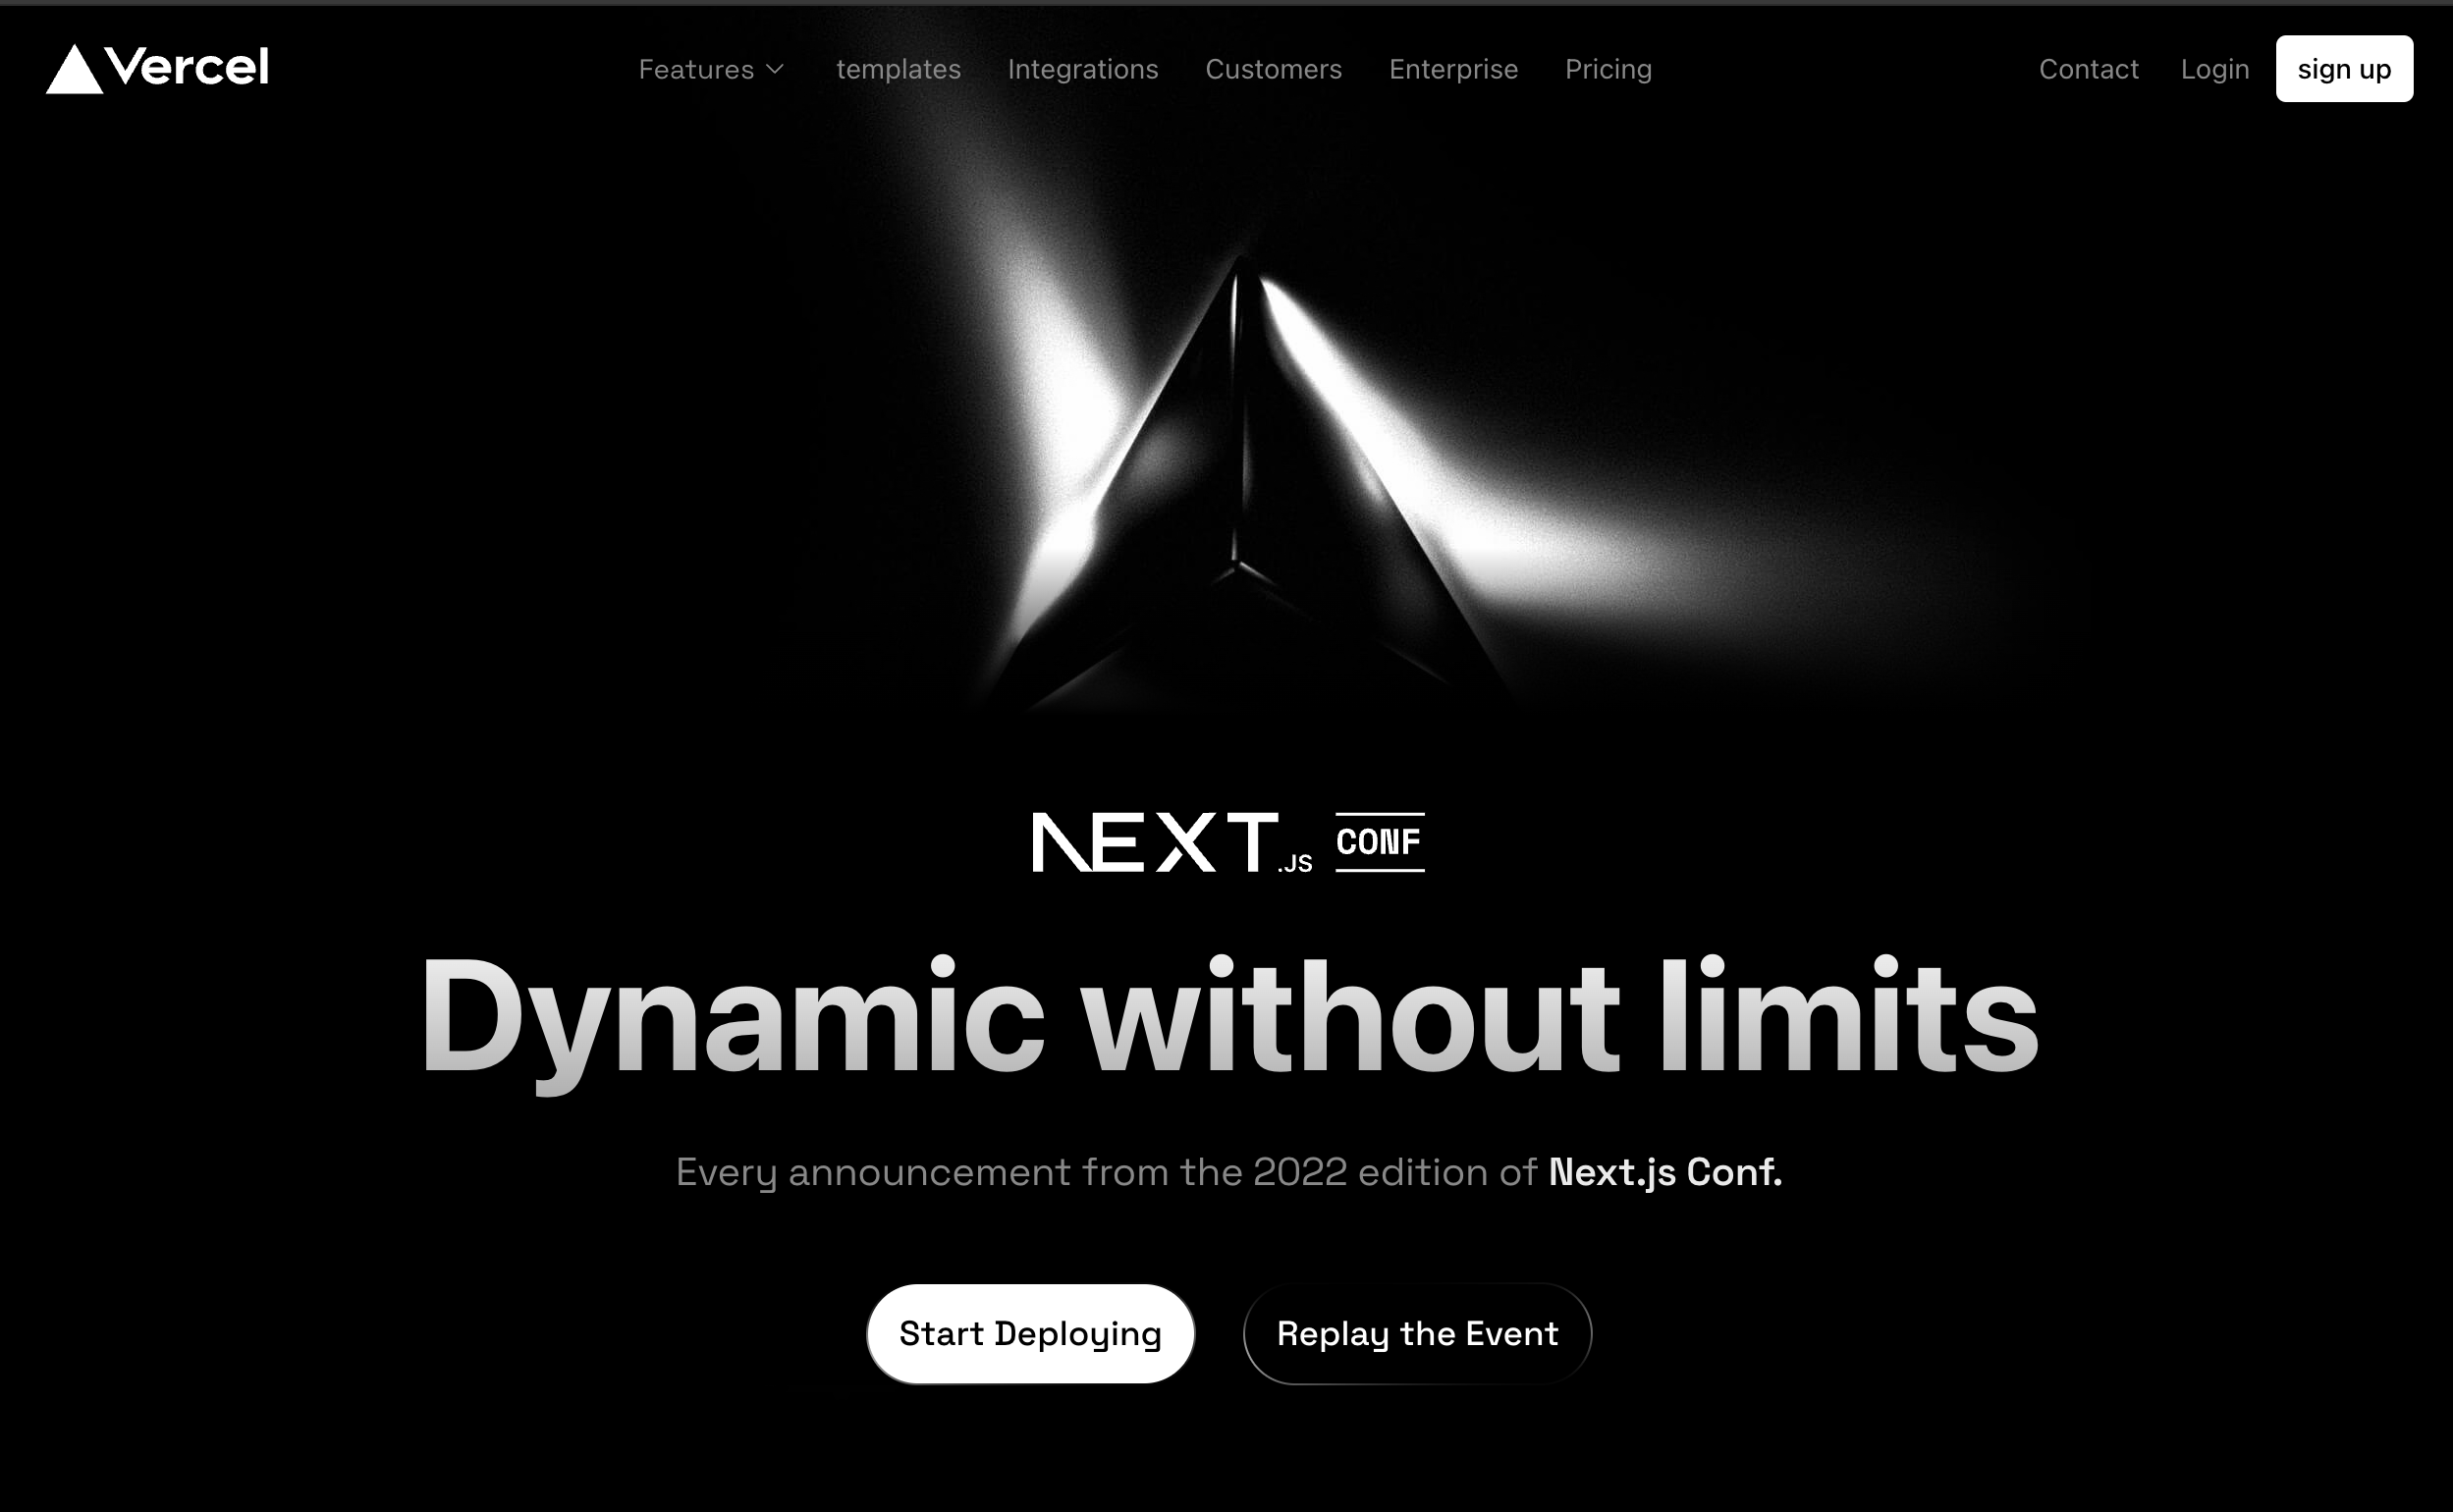 Vercel
Features templates Integrations Customers Enterprise Pricing
Contact Login sign up
NEXT.JS CONF
Dynamic without limits
Every announcement from the 2022 edition of Next.js Conf.
Start Deploying Replay the Event